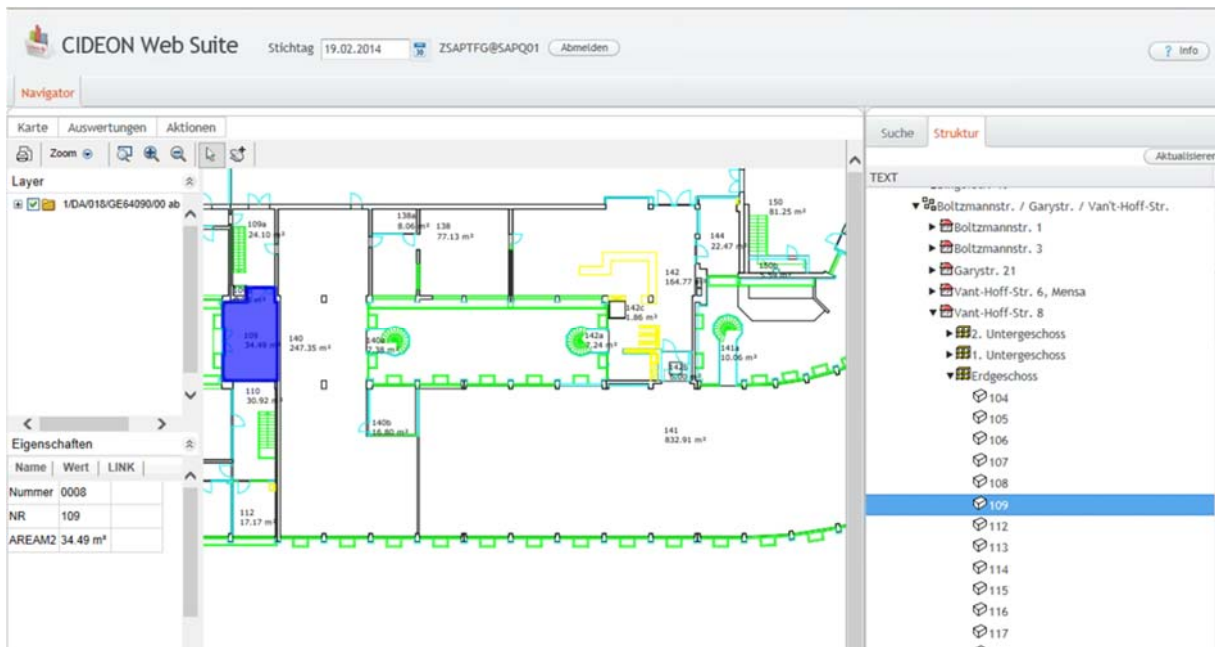 CIDEON Web Suite Stichtag 19.02.2014 ZSAPTFG@SAPQ01 Abmelden ? Info
Navigator
Karte Auswertungen Aktionen
Zoom
Layer
1/DA/018/GE64090/00 ab
Eigenschaften
Name Wert LINK
Nummer 0008
NR 109
AREAM2 34.49 m²
109a
24.10 m²
138a
8.06 m²
138
77.13 m²
150
81.25 m²
144
22.47 m²
142
164.77
142c
1.86 m²
109
34.49 m²
140
247.35 m²
142a
7.24 m²
141a
10.06 m²
110
30.92 m²
140b
16.80 m²
141
832.91 m²
112
17.17 m²
Suche Struktur
Aktualisieren
TEXT
Boltzmannstr. / Garystr. / Van't-Hoff-Str.
Boltzmannstr. 1
Boltzmannstr. 3
Garystr. 21
Vant-Hoff-Str. 6, Mensa
Vant-Hoff-Str. 8
2. Untergeschoss
1. Untergeschoss
Erdgeschoss
104
105
106
107
108
109
112
113
114
115
116
117